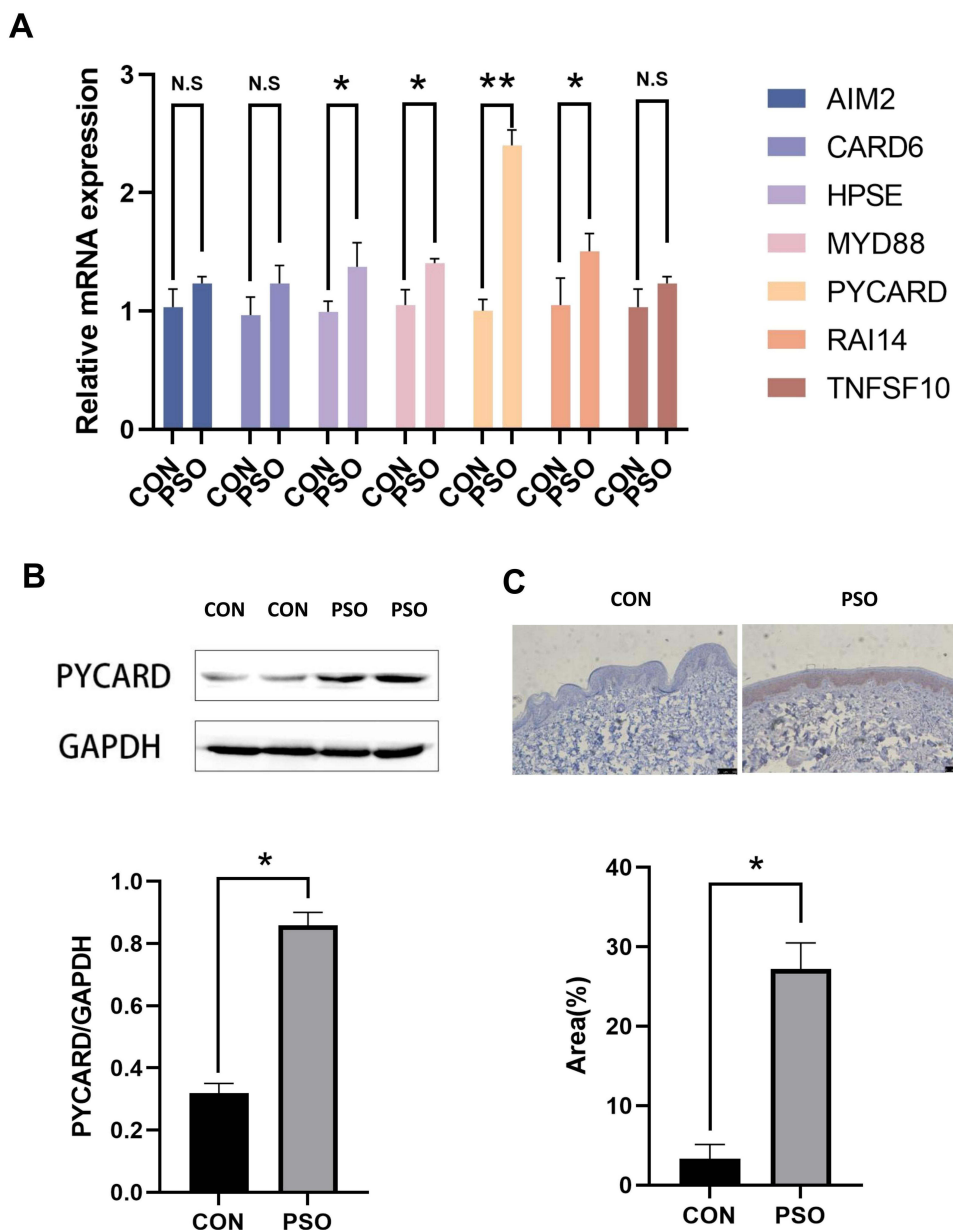 A
Relative mRNA expression
3
2
1
0
N.S
N.S
*
*
**
*
N.S
CON PSO CON PSO CON PSO CON PSO CON PSO CON PSO CON PSO
AIM2
CARD6
HPSE
MYD88
PYCARD
RAI14
TNFSF10
B
CON CON PSO PSO
PYCARD
GAPDH
C
CON PSO
PYCARD/GAPDH
1.0
0.8
0.6
0.4
0.2
0.0
*
CON PSO
Area(%)
40
30
20
10
0
*
CON PSO